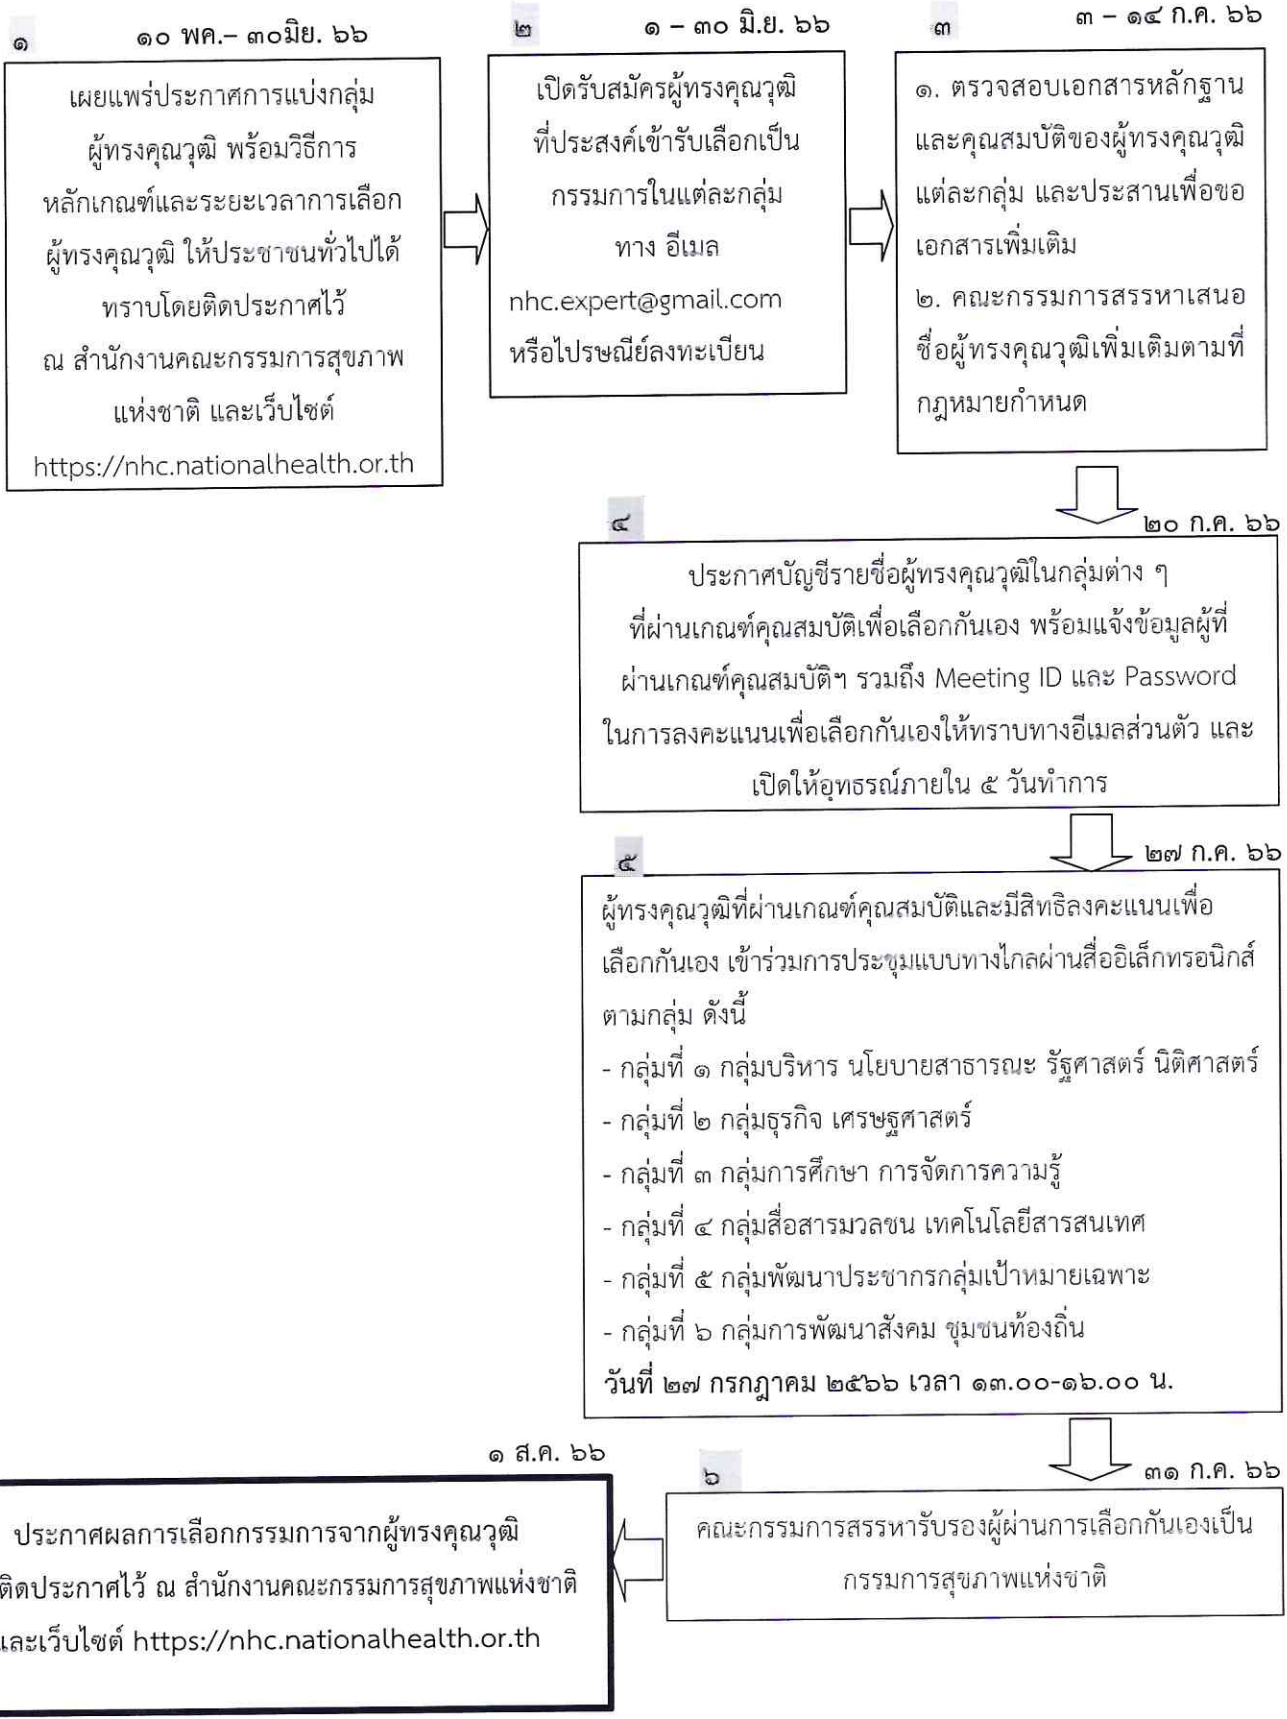 ๑
๑๐ พค.– ๓๐มิย. ๖๖
เผยแพร่ประกาศการแบ่งกลุ่ม
ผู้ทรงคุณวุฒิ พร้อมวิธีการ
หลักเกณฑ์และระยะเวลาการเลือก
ผู้ทรงคุณวุฒิ ให้ประชาชนทั่วไปได้
ทราบโดยติดประกาศไว้
ณ สำนักงานคณะกรรมการสุขภาพ
แห่งชาติ และเว็บไซต์
https://nhc.nationalhealth.or.th
๒
๑ – ๓๐ มิ.ย. ๖๖
เปิดรับสมัครผู้ทรงคุณวุฒิ
ที่ประสงค์เข้ารับเลือกเป็น
กรรมการในแต่ละกลุ่ม
ทาง อีเมล
nhc.expert@gmail.com
หรือไปรษณีย์ลงทะเบียน
๓
๓ – ๑๔ ก.ค. ๖๖
๑. ตรวจสอบเอกสารหลักฐาน
และคุณสมบัติของผู้ทรงคุณวุฒิ
แต่ละกลุ่ม และประสานเพื่อขอ
เอกสารเพิ่มเติม
๒. คณะกรรมการสรรหาเสนอ
ชื่อผู้ทรงคุณวุฒิเพิ่มเติมตามที่
กฎหมายกำหนด
๔
๒๐ ก.ค. ๖๖
ประกาศบัญชีรายชื่อผู้ทรงคุณวุฒิในกลุ่มต่าง ๆ
ที่ผ่านเกณฑ์คุณสมบัติเพื่อเลือกกันเอง พร้อมแจ้งข้อมูลผู้ที่
ผ่านเกณฑ์คุณสมบัติฯ รวมถึง Meeting ID และ Password
ในการลงคะแนนเพื่อเลือกกันเองให้ทราบทางอีเมลส่วนตัว และ
เปิดให้อุทธรณ์ภายใน ๕ วันทำการ
๕
๒๗ ก.ค. ๖๖
ผู้ทรงคุณวุฒิที่ผ่านเกณฑ์คุณสมบัติและมีสิทธิลงคะแนนเพื่อ
เลือกกันเอง เข้าร่วมการประชุมแบบทางไกลผ่านสื่ออิเล็กทรอนิกส์
ตามกลุ่ม ดังนี้
- กลุ่มที่ ๑ กลุ่มบริหาร นโยบายสาธารณะ รัฐศาสตร์ นิติศาสตร์
- กลุ่มที่ ๒ กลุ่มธุรกิจ เศรษฐศาสตร์
- กลุ่มที่ ๓ กลุ่มการศึกษา การจัดการความรู้
- กลุ่มที่ ๔ กลุ่มสื่อสารมวลชน เทคโนโลยีสารสนเทศ
- กลุ่มที่ ๕ กลุ่มพัฒนาประชากรกลุ่มเป้าหมายเฉพาะ
- กลุ่มที่ ๖ กลุ่มการพัฒนาสังคม ชุมชนท้องถิ่น
วันที่ ๒๗ กรกฎาคม ๒๕๖๖ เวลา ๑๓.๐๐-๑๖.๐๐ น.
๖
๓๑ ก.ค. ๖๖
คณะกรรมการสรรหารับรองผู้ผ่านการเลือกกันเองเป็น
กรรมการสุขภาพแห่งชาติ
๑ ส.ค. ๖๖
ประกาศผลการเลือกกรรมการจากผู้ทรงคุณวุฒิ
ติดประกาศไว้ ณ สำนักงานคณะกรรมการสุขภาพแห่งชาติ
และเว็บไซต์ https://nhc.nationalhealth.or.th